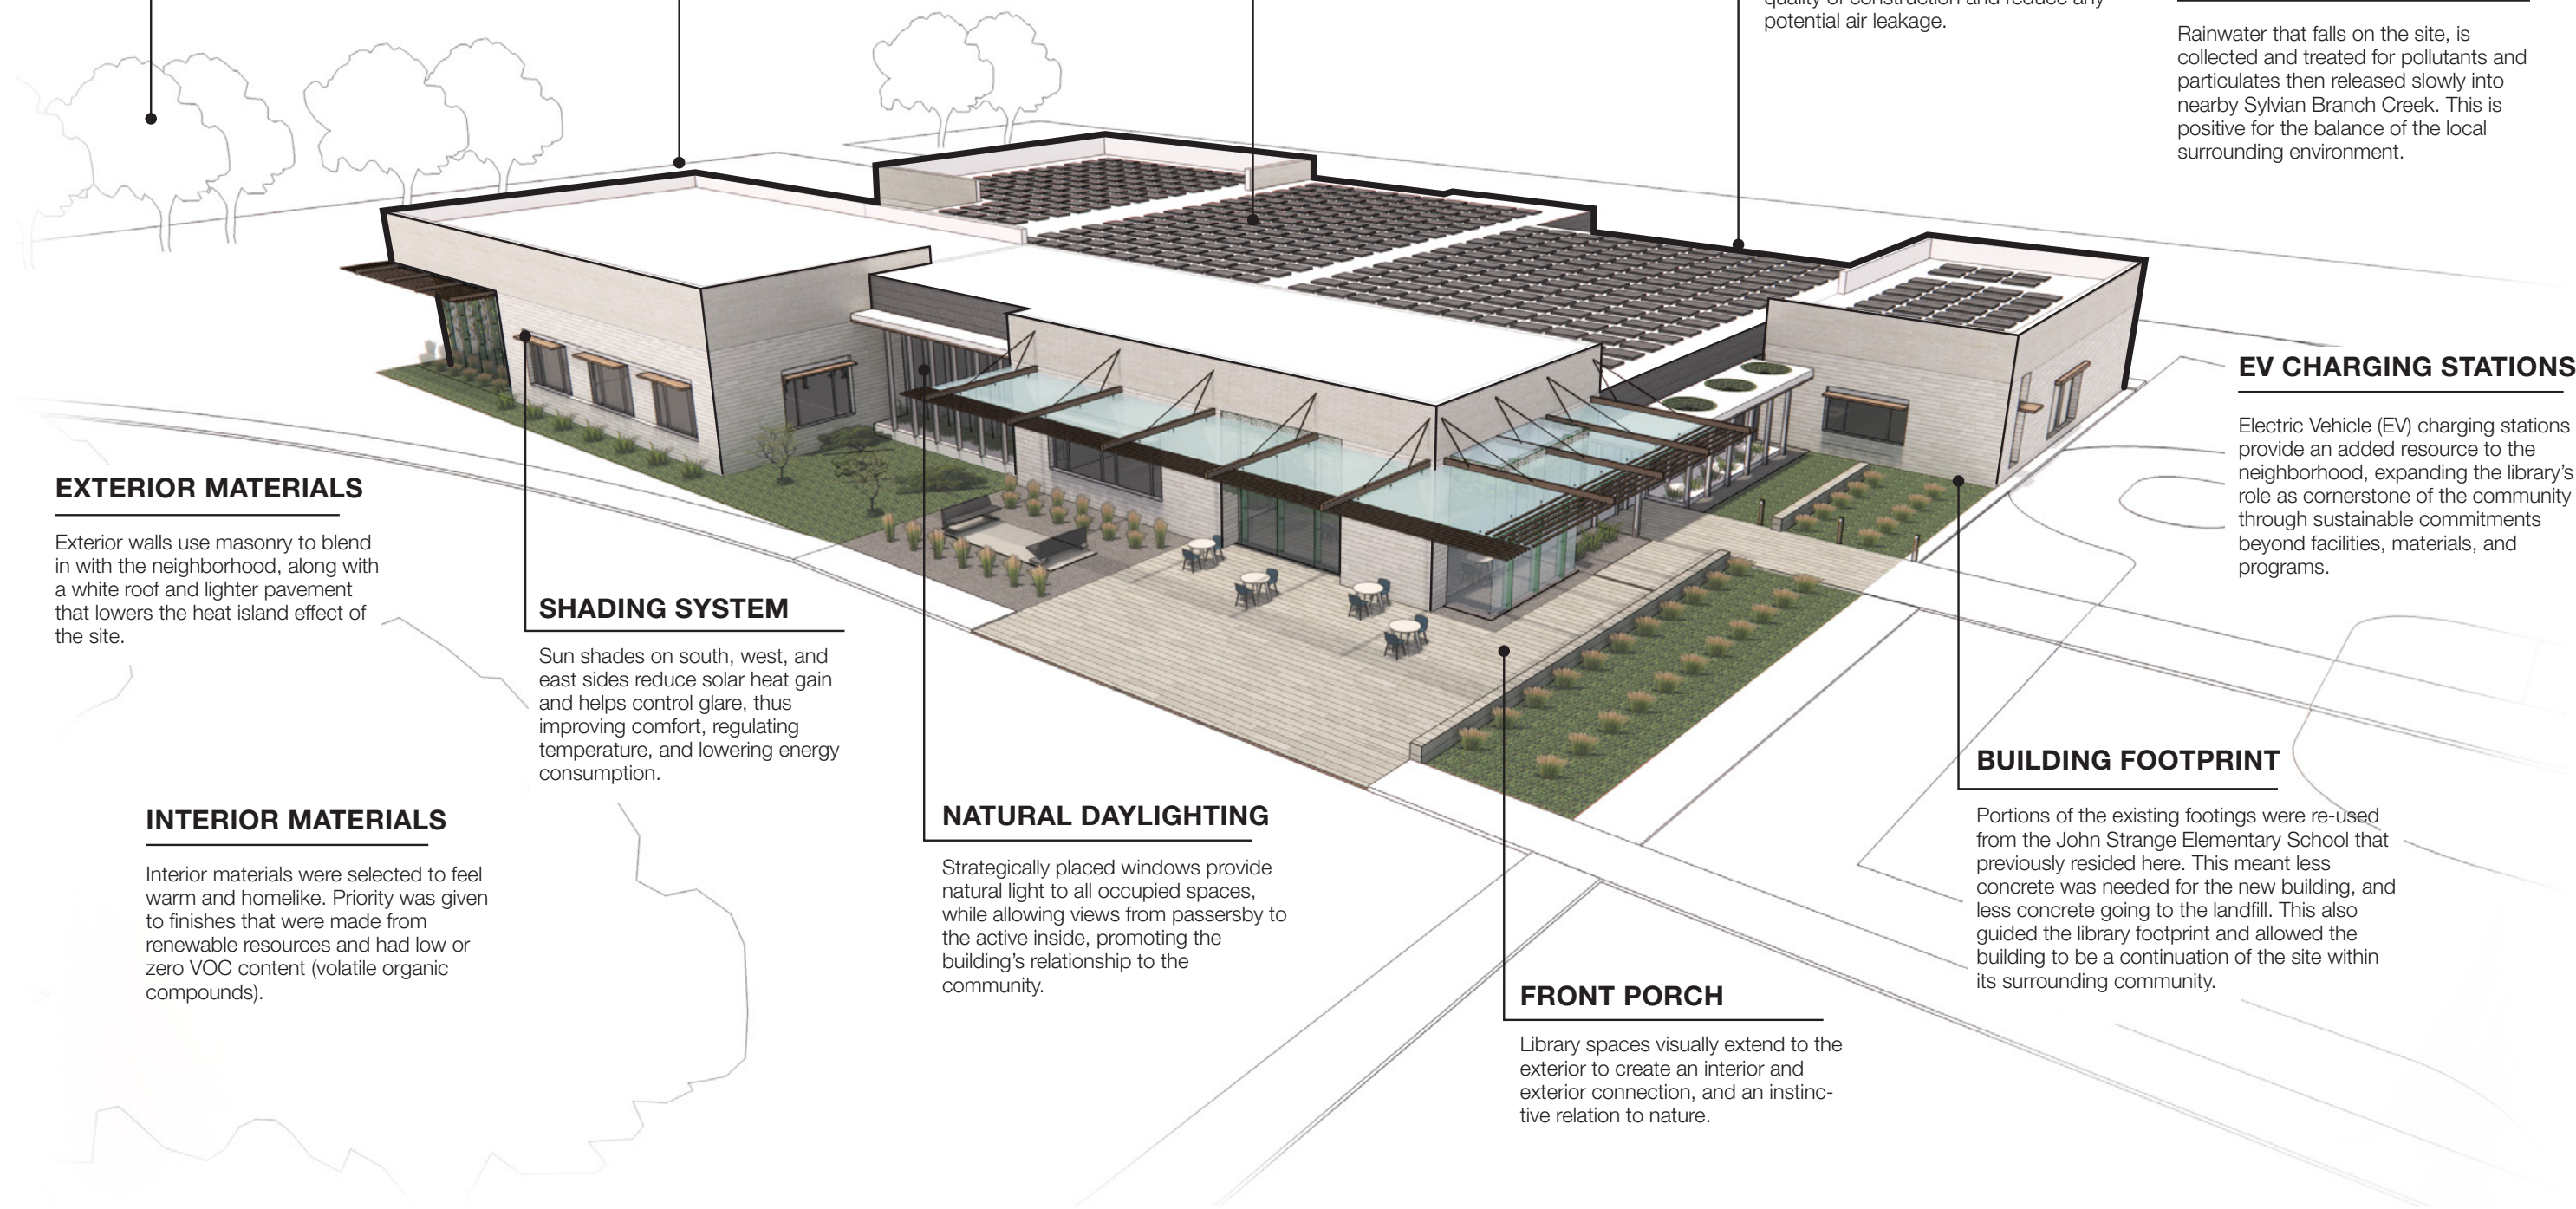 quality of construction and reduce any
potential air leakage.
Rainwater that falls on the site, is
collected and treated for pollutants and
particulates then released slowly into
nearby Sylvian Branch Creek. This is
positive for the balance of the local
surrounding environment.
EV CHARGING STATIONS
Electric Vehicle (EV) charging stations
provide an added resource to the
neighborhood, expanding the library’s
role as cornerstone of the community
through sustainable commitments
beyond facilities, materials, and
programs.
EXTERIOR MATERIALS
Exterior walls use masonry to blend
in with the neighborhood, along with
a white roof and lighter pavement
that lowers the heat island effect of
the site.
SHADING SYSTEM
Sun shades on south, west, and
east sides reduce solar heat gain
and helps control glare, thus
improving comfort, regulating
temperature, and lowering energy
consumption.
INTERIOR MATERIALS
Interior materials were selected to feel
warm and homelike. Priority was given
to finishes that were made from
renewable resources and had low or
zero VOC content (volatile organic
compounds).
NATURAL DAYLIGHTING
Strategically placed windows provide
natural light to all occupied spaces,
while allowing views from passersby to
the active inside, promoting the
building’s relationship to the
community.
FRONT PORCH
Library spaces visually extend to the
exterior to create an interior and
exterior connection, and an instinc-
tive relation to nature.
BUILDING FOOTPRINT
Portions of the existing footings were re-used
from the John Strange Elementary School that
previously resided here. This meant less
concrete was needed for the new building, and
less concrete going to the landfill. This also
guided the library footprint and allowed the
building to be a continuation of the site within
its surrounding community.